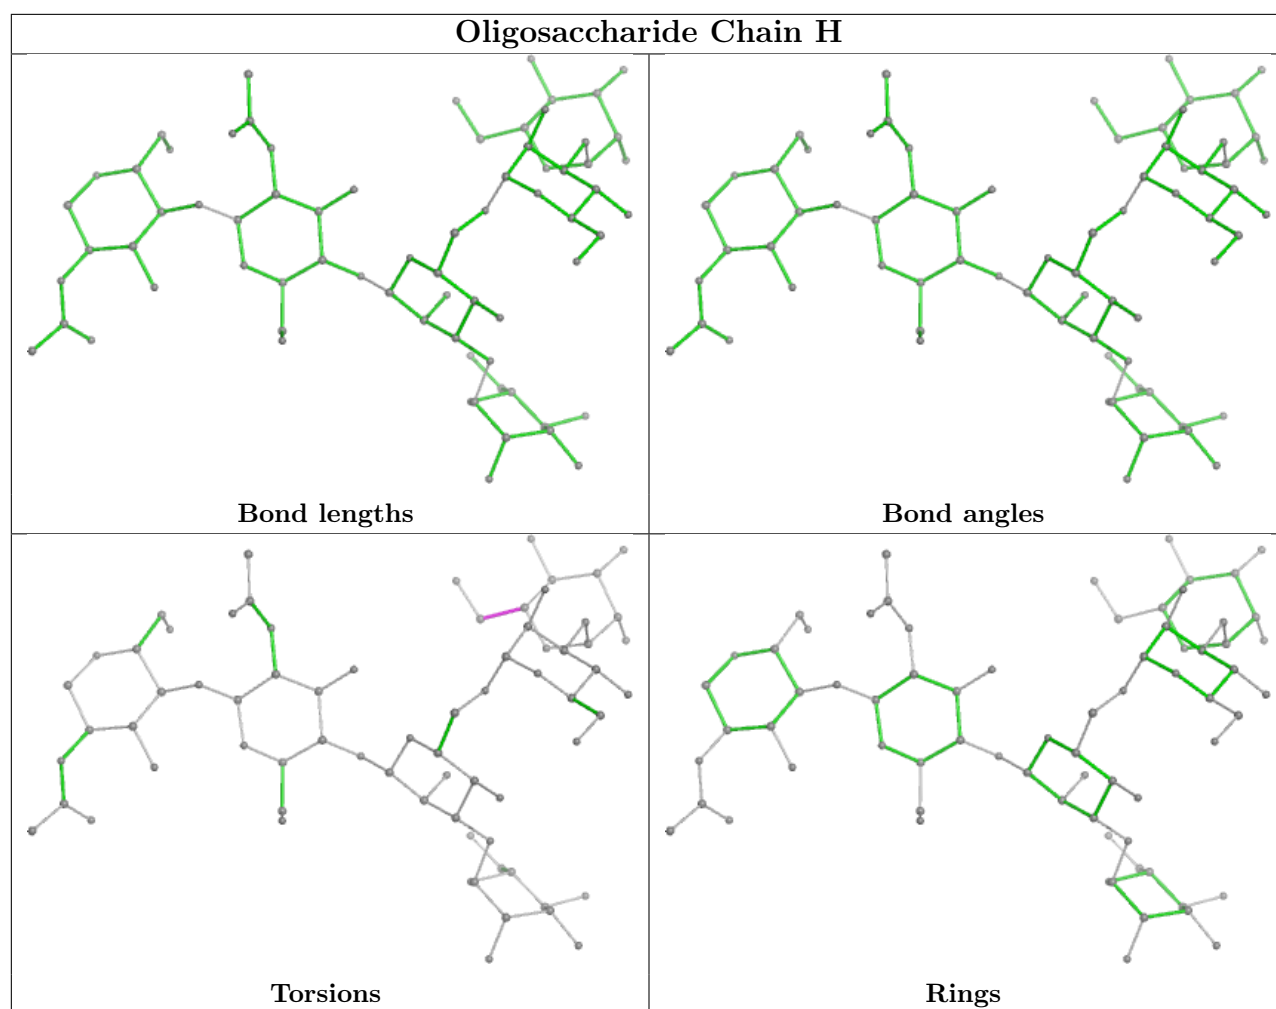 Oligosaccharide Chain H
Bond lengths
Bond angles
Torsions
Rings